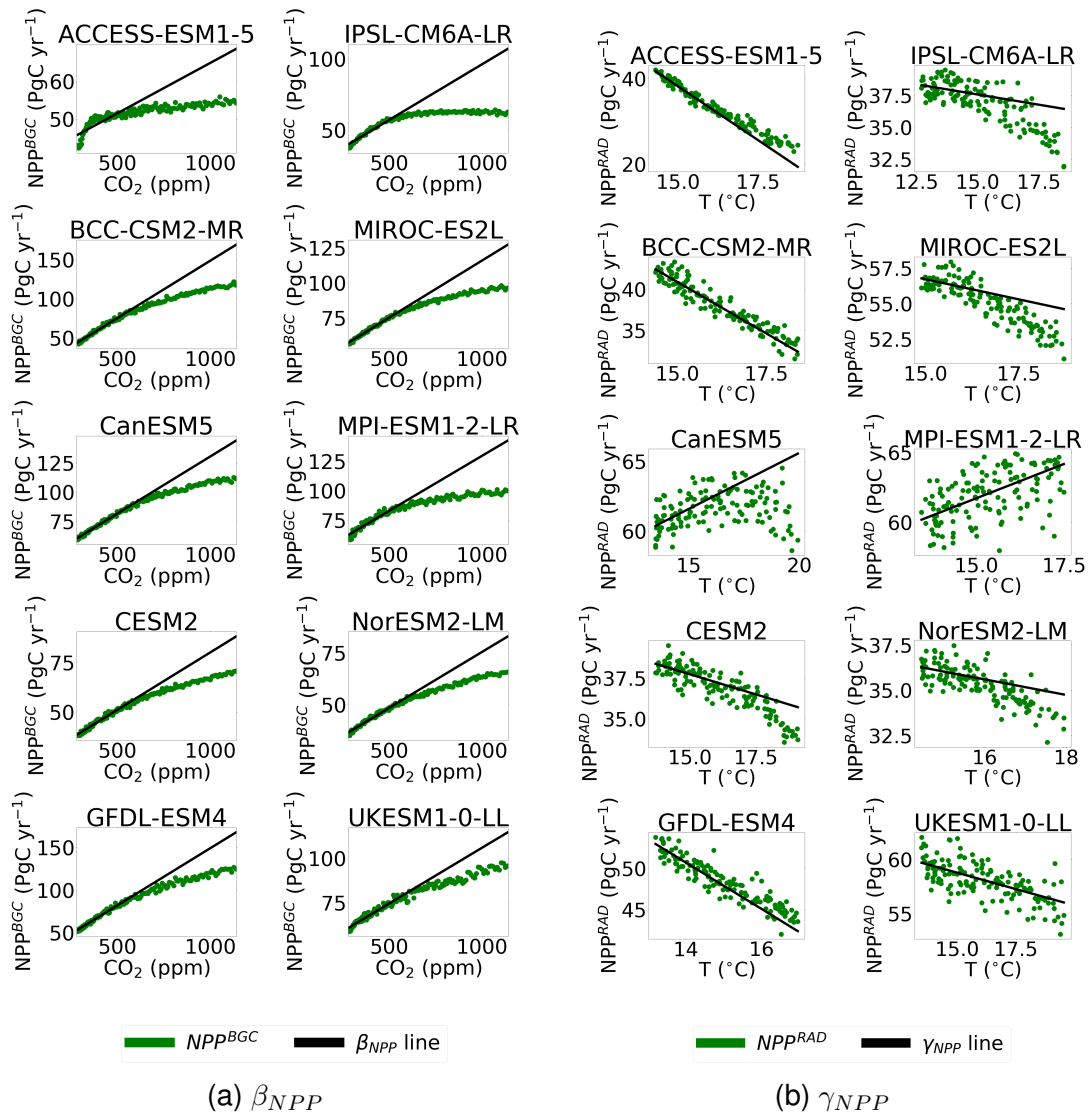 ACCESS-ESM1-5
NPP^BGC (PgC yr⁻¹)
60
50
500
1000
CO₂ (ppm)
IPSL-CM6A-LR
100
50
500
1000
CO₂ (ppm)
BCC-CSM2-MR
NPP^BGC (PgC yr⁻¹)
150
100
50
500
1000
CO₂ (ppm)
MIROC-ES2L
NPP^BGC (PgC yr⁻¹)
125
100
75
500
1000
CO₂ (ppm)
CanESM5
NPP^BGC (PgC yr⁻¹)
125
100
75
500
1000
CO₂ (ppm)
MPI-ESM1-2-LR
NPP^BGC (PgC yr⁻¹)
125
100
75
500
1000
CO₂ (ppm)
CESM2
NPP^BGC (PgC yr⁻¹)
75
50
500
1000
CO₂ (ppm)
NorESM2-LM
NPP^BGC (PgC yr⁻¹)
75
50
500
1000
CO₂ (ppm)
GFDL-ESM4
NPP^BGC (PgC yr⁻¹)
150
100
50
500
1000
CO₂ (ppm)
UKESM1-0-LL
NPP^BGC (PgC yr⁻¹)
100
75
500
1000
CO₂ (ppm)
NPP^BGC
β_NPP line
(a) β_NPP
ACCESS-ESM1-5
NPP^RAD (PgC yr⁻¹)
40
20
15.0
17.5
T (°C)
IPSL-CM6A-LR
NPP^RAD (PgC yr⁻¹)
37.5
35.0
32.5
12.5
15.0
17.5
T (°C)
BCC-CSM2-MR
NPP^RAD (PgC yr⁻¹)
40
35
15.0
17.5
T (°C)
MIROC-ES2L
NPP^RAD (PgC yr⁻¹)
57.5
55.0
52.5
15.0
17.5
T (°C)
CanESM5
NPP^RAD (PgC yr⁻¹)
65
60
15
20
T (°C)
MPI-ESM1-2-LR
NPP^RAD (PgC yr⁻¹)
65
60
15.0
17.5
T (°C)
CESM2
NPP^RAD (PgC yr⁻¹)
37.5
35.0
15.0
17.5
T (°C)
NorESM2-LM
NPP^RAD (PgC yr⁻¹)
37.5
35.0
32.5
16
18
T (°C)
GFDL-ESM4
NPP^RAD (PgC yr⁻¹)
50
45
14
16
T (°C)
UKESM1-0-LL
NPP^RAD (PgC yr⁻¹)
60
55
15.0
17.5
T (°C)
NPP^RAD
γ_NPP line
(b) γ_NPP